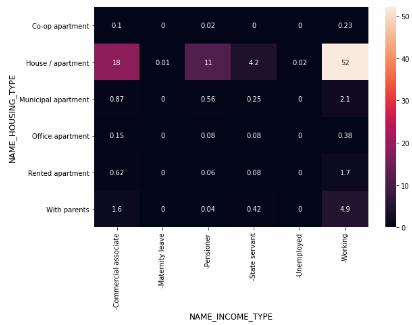 Co-op apartment 0.1 0 0.02 0 0 0.23
House / apartment 18 0.01 11 4.2 0.02 52
Municipal apartment 0.87 0 0.56 0.25 0 2.1
Office apartment 0.15 0 0.08 0.08 0 0.38
Rented apartment 0.62 0 0.06 0.08 0 1.7
With parents 1.6 0 0.04 0.42 0 4.9
NAME_HOUSING_TYPE
-Commercial associate
-Maternity leave
-Pensioner
-State servant
-Unemployed
-Working
NAME_INCOME_TYPE
50
40
30
20
10
0